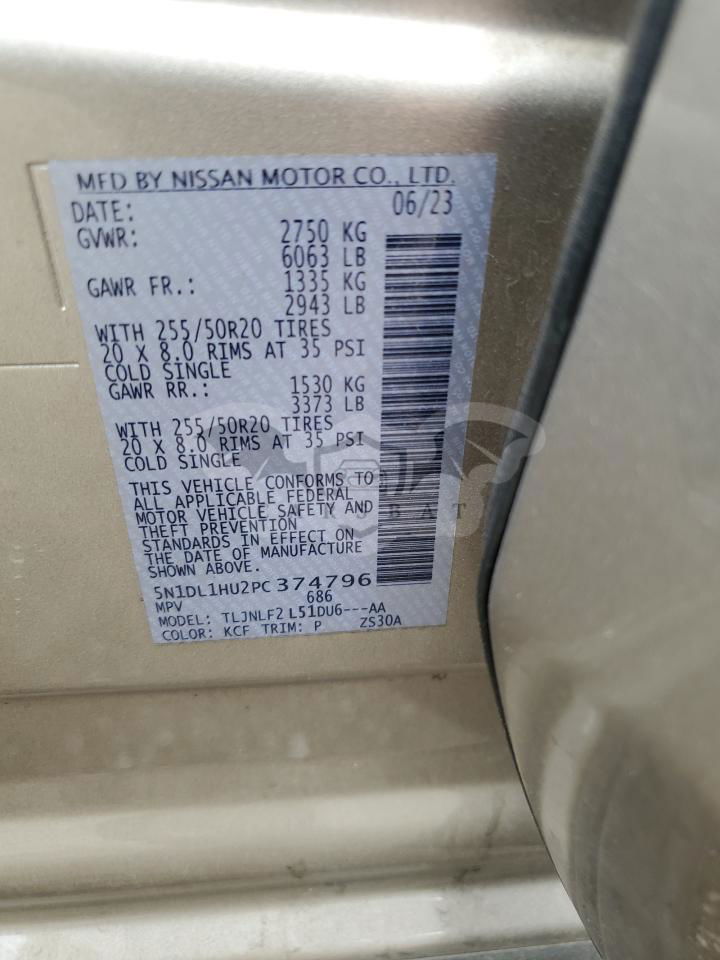 MFD BY NISSAN MOTOR CO., LTD.
DATE: 06/23
GVWR: 2750 KG
6063 LB
GAWR FR.: 1335 KG
2943 LB
WITH 255/50R20 TIRES
20 X 8.0 RIMS AT 35 PSI
COLD SINGLE
GAWR RR.: 1530 KG
3373 LB
WITH 255/50R20 TIRES
20 X 8.0 RIMS AT 35 PSI
COLD SINGLE
THIS VEHICLE CONFORMS TO
ALL APPLICABLE FEDERAL
MOTOR VEHICLE SAFETY AND
THEFT PREVENTION
STANDARDS IN EFFECT ON
THE DATE OF MANUFACTURE
SHOWN ABOVE.
5N1DL1HU2PC374796
MPV 686
MODEL: TLJNLF2 L51DU6---AA
COLOR: KCF TRIM: P ZS30A